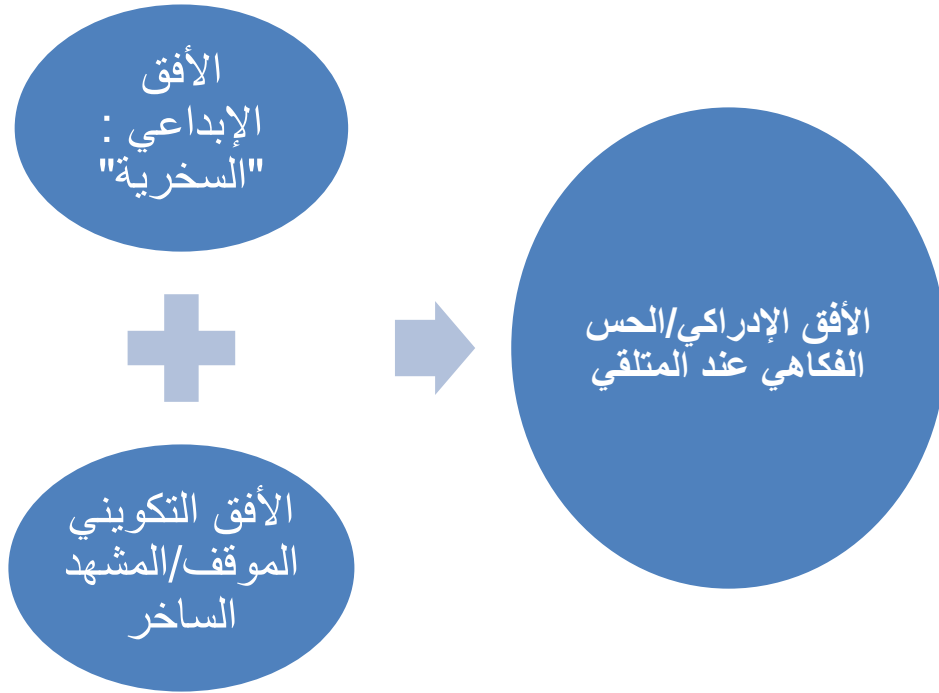 الأفق
الإبداعي :
"السخرية"
الأفق التكويني
الموقف/المشهد
الساخر
الأفق الإدراكي/الحس
الفكاهي عند المتلقي